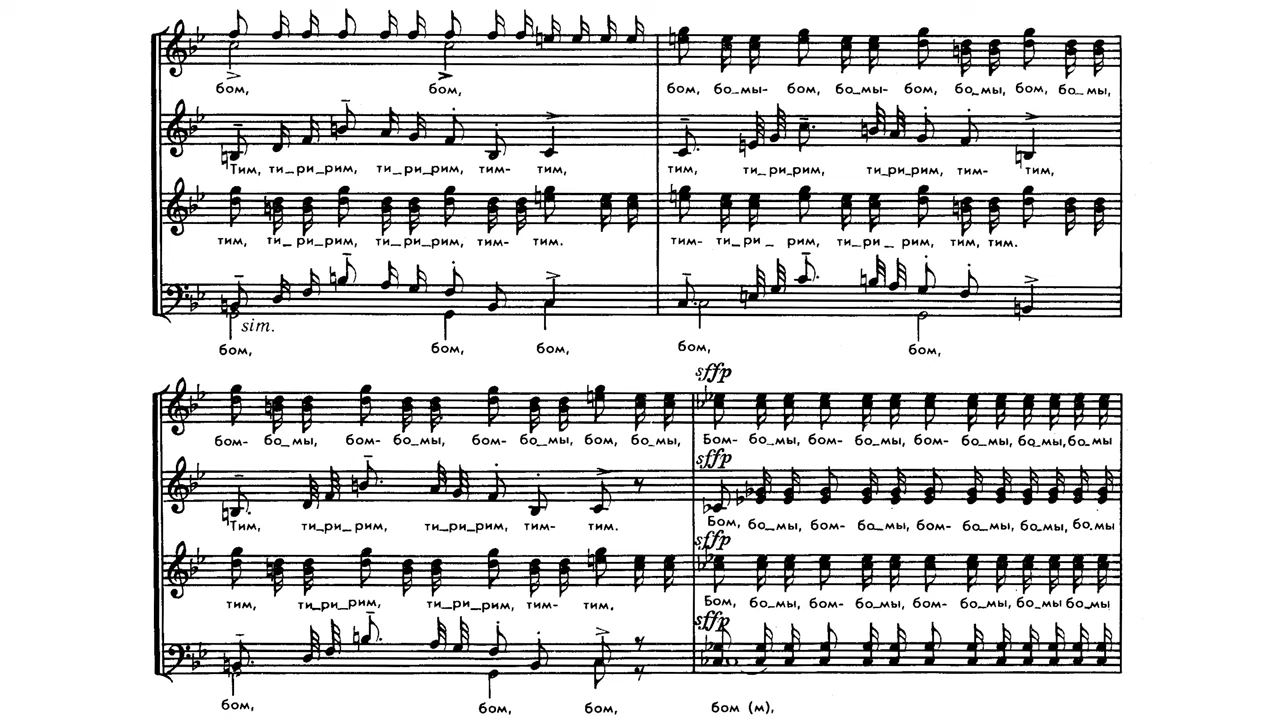 бом, бом, бом, бо_мы- бом, бо_мы- бом, бо_мы, бом, бо_мы,
Тим, ти_ри_рим, ти_ри_рим, тим- тим, тим, ти_ри_рим, ти_ри_рим, тим- тим,
тим, ти_ри_рим, ти_ри_рим, тим- тим. тим- ти_ри_ рим, ти_ри_ рим, тим, тим.
sim.
бом, бом, бом, бом, бом,
sffp
бом- бо_мы, бом- бо_мы, бом- бо_мы, бом, бо_мы, Бом- бо_мы, бом- бо_мы, бом- бо_мы, бо_мы, бо_мы
sffp
Тим, ти_ри_рим, ти_ри_рим, тим- тим. Бом, бо_мы, бом- бо_мы, бом- бо_мы, бо_мы, бо_мы
sffp
тим, ти_ри_рим, ти_ри_рим, тим- тим, Бом, бо_мы, бом- бо_мы, бом- бо_мы, бо_мы бо_мы
sffp
бом, бом, бом, бом (м),